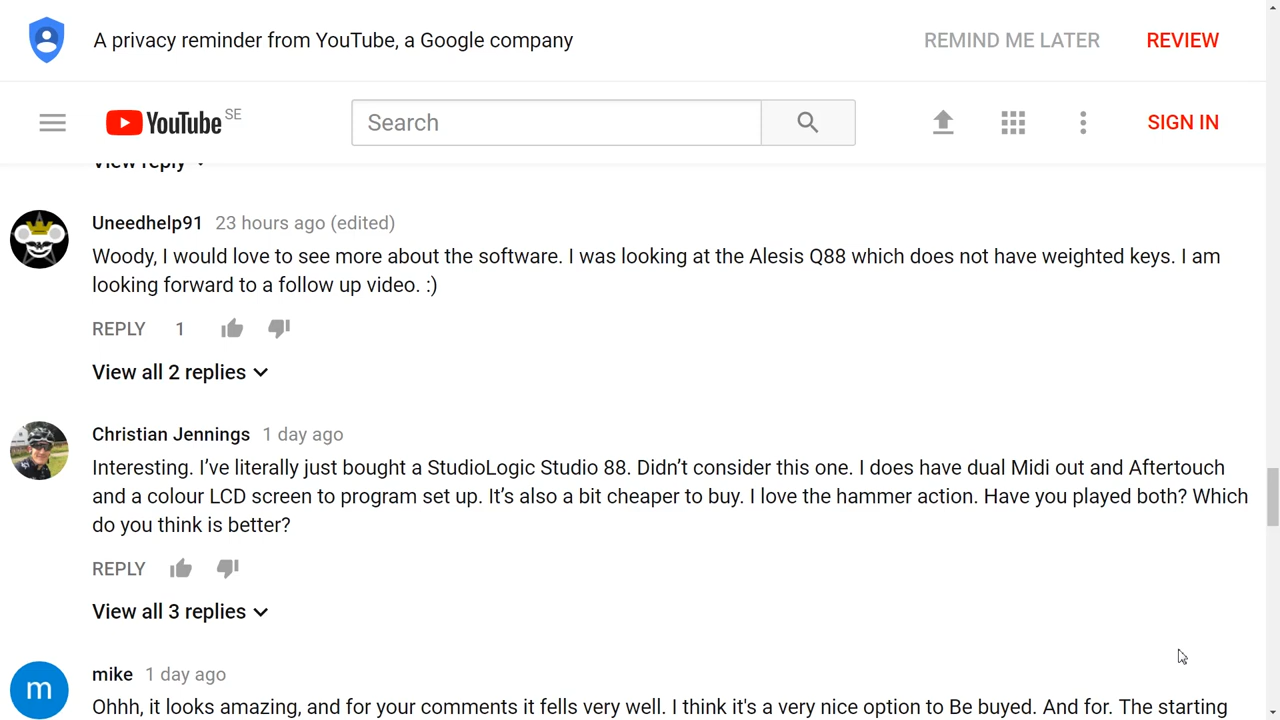 A privacy reminder from YouTube, a Google company
REMIND ME LATER
REVIEW
YouTube SE
Search
SIGN IN
View reply
Uneedhelp91 23 hours ago (edited)
Woody, I would love to see more about the software. I was looking at the Alesis Q88 which does not have weighted keys. I am
looking forward to a follow up video. :)
REPLY 1
View all 2 replies
Christian Jennings 1 day ago
Interesting. I’ve literally just bought a StudioLogic Studio 88. Didn’t consider this one. I does have dual Midi out and Aftertouch
and a colour LCD screen to program set up. It’s also a bit cheaper to buy. I love the hammer action. Have you played both? Which
do you think is better?
REPLY
View all 3 replies
m
mike 1 day ago
Ohhh, it looks amazing, and for your comments it fells very well. I think it's a very nice option to Be buyed. And for. The starting